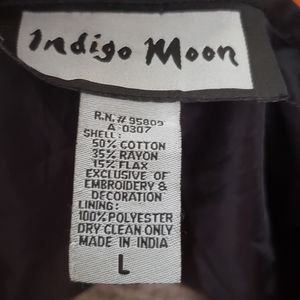 Indigo Moon
R.N.# 95809
A 0307
SHELL:
50% COTTON
35% RAYON
15% FLAX
EXCLUSIVE OF
EMBROIDERY &
DECORATION
LINING:
100% POLYESTER
DRY CLEAN ONLY
MADE IN INDIA
L